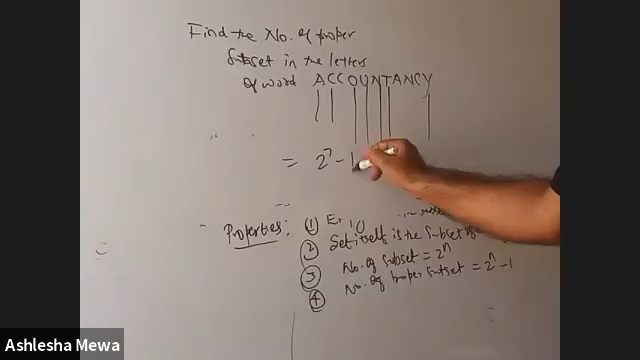 Find the No. of proper
Subset in the letters
Of word ACCOUNTANCY
= 2⁷ - 1
Properties: ①
② Set itself is the subset
③ No. of subset = 2ⁿ
④ No. of proper subset = 2ⁿ - 1
Ashlesha Mewa